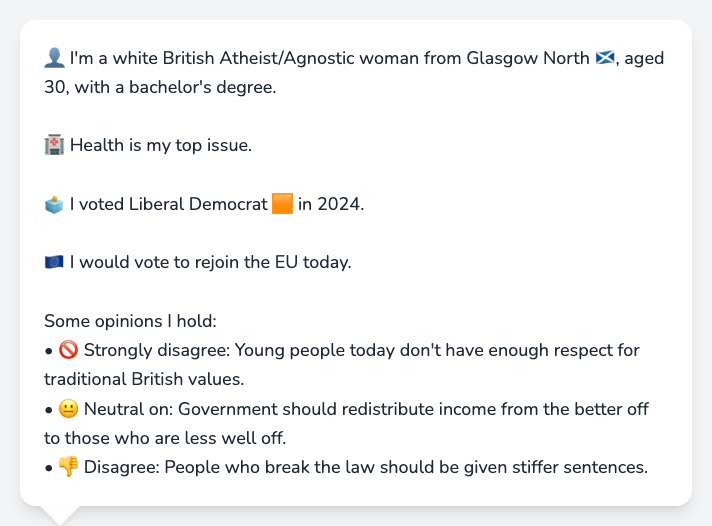 👤 I'm a white British Atheist/Agnostic woman from Glasgow North 🏴󠁧󠁢󠁳󠁣󠁴󠁿, aged
30, with a bachelor's degree.
🏥 Health is my top issue.
🗳️ I voted Liberal Democrat 🟧 in 2024.
🇪🇺 I would vote to rejoin the EU today.
Some opinions I hold:
• 🚫 Strongly disagree: Young people today don't have enough respect for
traditional British values.
• 😐 Neutral on: Government should redistribute income from the better off
to those who are less well off.
• 👎 Disagree: People who break the law should be given stiffer sentences.